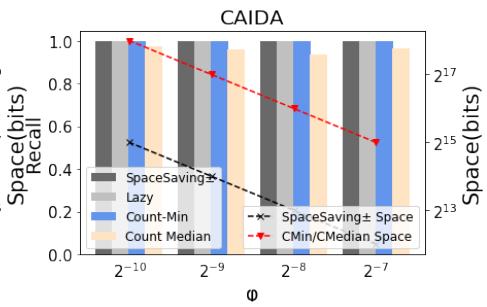 CAIDA
1.0
0.8
0.6
0.4
0.2
0.0
Space(bits)
Recall
2^17
2^15
2^13
Space(bits)
SpaceSaving±
Lazy
Count-Min
Count Median
SpaceSaving± Space
CMin/CMedian Space
2^-10
2^-9
2^-8
2^-7
φ